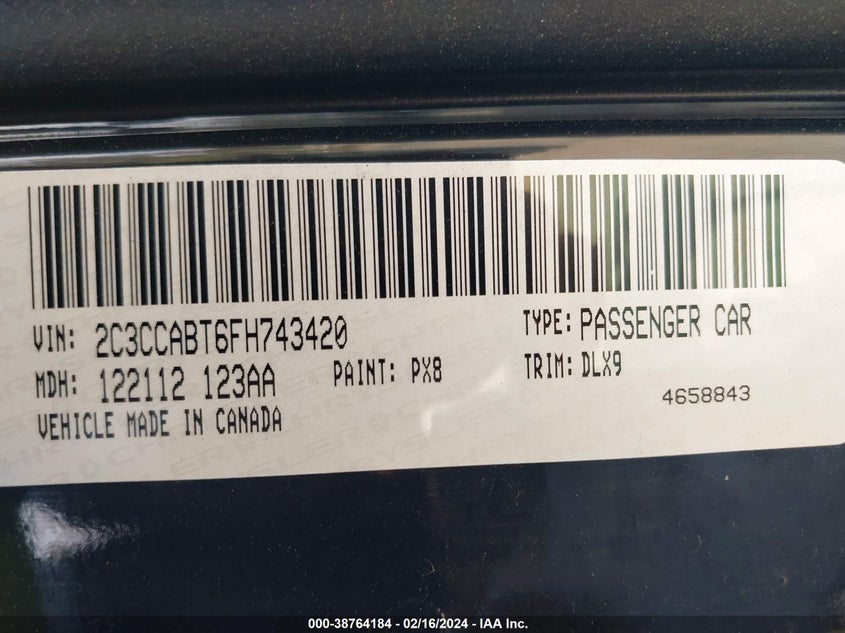 VIN: 2C3CCABT6FH743420 TYPE: PASSENGER CAR
MDH: 122112 123AA PAINT: PX8 TRIM: DLX9
VEHICLE MADE IN CANADA 4658843
000-38764184 - 02/16/2024 - IAA Inc.